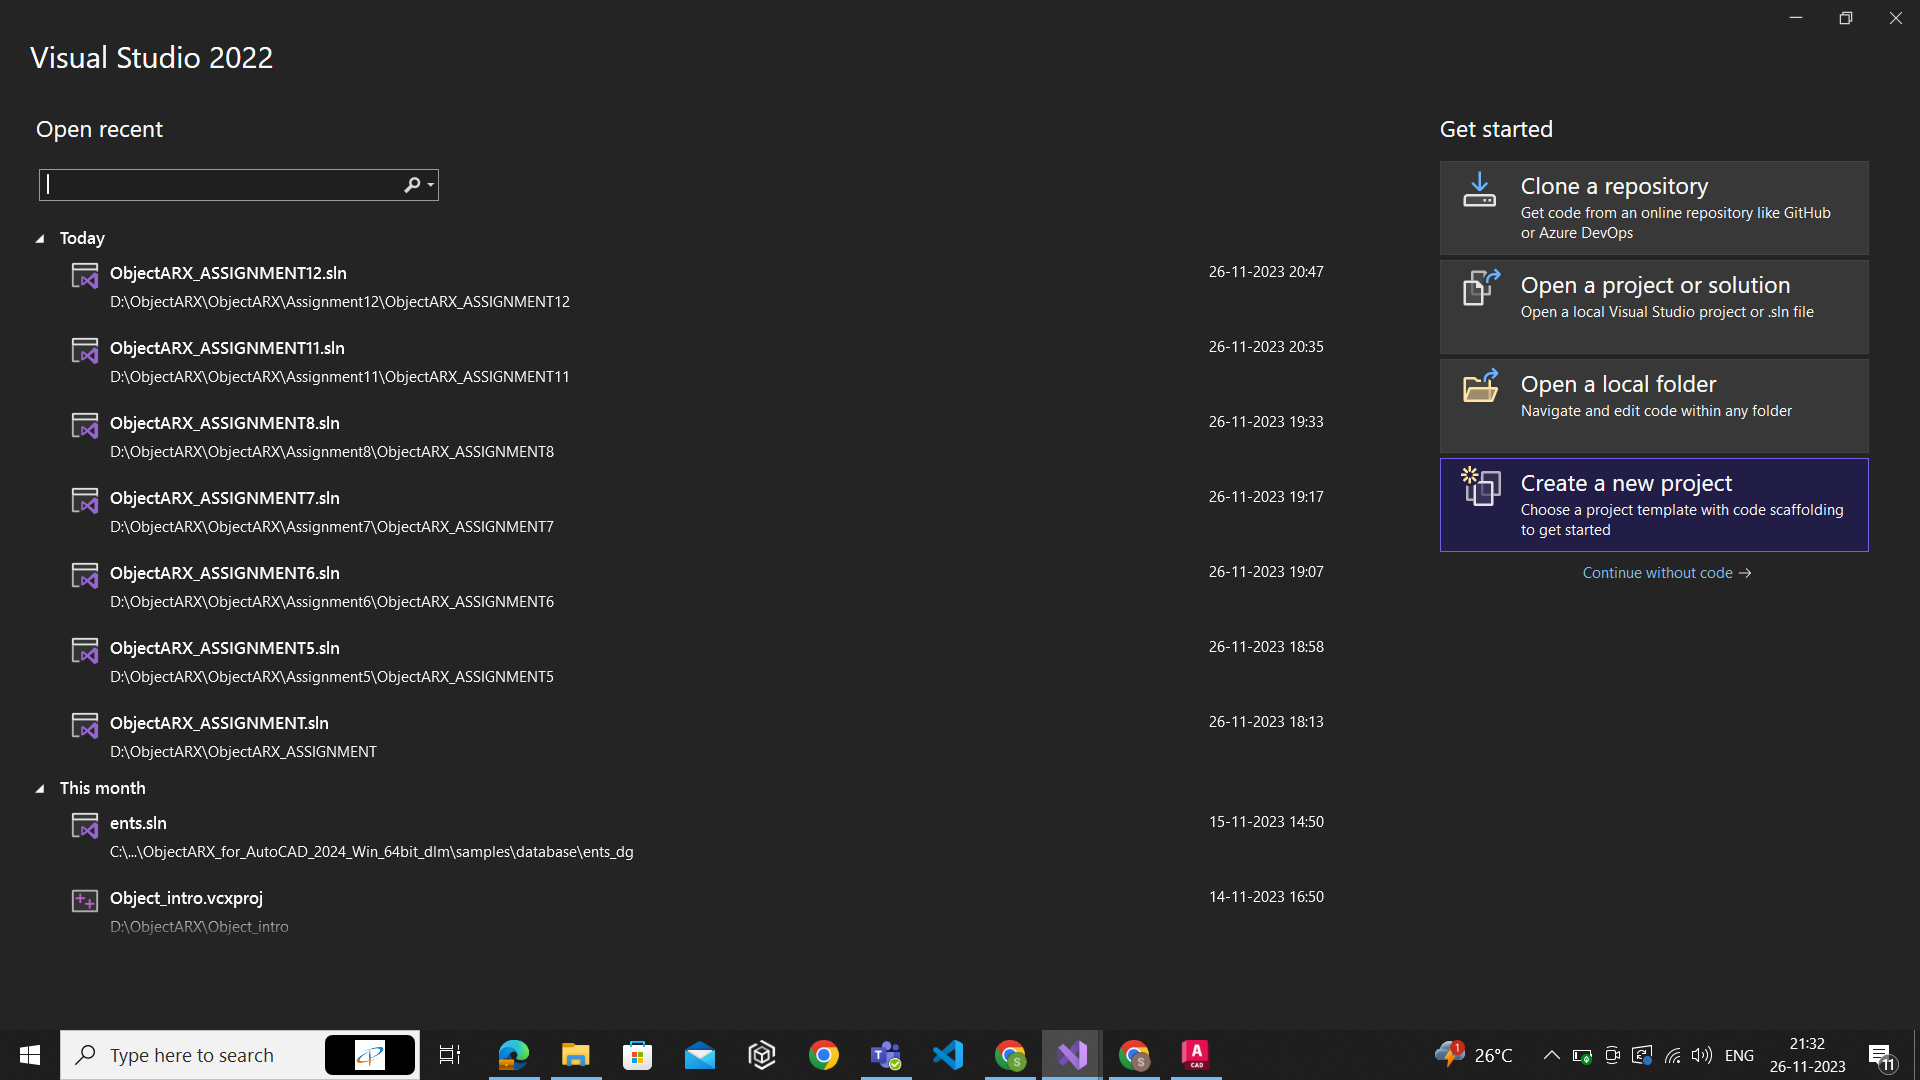 Visual Studio 2022
Open recent
Today
ObjectARX_ASSIGNMENT12.sln
26-11-2023 20:47
D:\ObjectARX\ObjectARX\Assignment12\ObjectARX_ASSIGNMENT12
ObjectARX_ASSIGNMENT11.sln
26-11-2023 20:35
D:\ObjectARX\ObjectARX\Assignment11\ObjectARX_ASSIGNMENT11
ObjectARX_ASSIGNMENT8.sln
26-11-2023 19:33
D:\ObjectARX\ObjectARX\Assignment8\ObjectARX_ASSIGNMENT8
ObjectARX_ASSIGNMENT7.sln
26-11-2023 19:17
D:\ObjectARX\ObjectARX\Assignment7\ObjectARX_ASSIGNMENT7
ObjectARX_ASSIGNMENT6.sln
26-11-2023 19:07
D:\ObjectARX\ObjectARX\Assignment6\ObjectARX_ASSIGNMENT6
ObjectARX_ASSIGNMENT5.sln
26-11-2023 18:58
D:\ObjectARX\ObjectARX\Assignment5\ObjectARX_ASSIGNMENT5
ObjectARX_ASSIGNMENT.sln
26-11-2023 18:13
D:\ObjectARX\ObjectARX_ASSIGNMENT
This month
ents.sln
15-11-2023 14:50
C:\...\ObjectARX_for_AutoCAD_2024_Win_64bit_dlm\samples\database\ents_dg
Object_intro.vcxproj
14-11-2023 16:50
D:\ObjectARX\Object_intro
Get started
Clone a repository
Get code from an online repository like GitHub
or Azure DevOps
Open a project or solution
Open a local Visual Studio project or .sln file
Open a local folder
Navigate and edit code within any folder
Create a new project
Choose a project template with code scaffolding
to get started
Continue without code →
Type here to search
T
S
S
A
CAD
1
26°C
ENG
21:32
26-11-2023
11